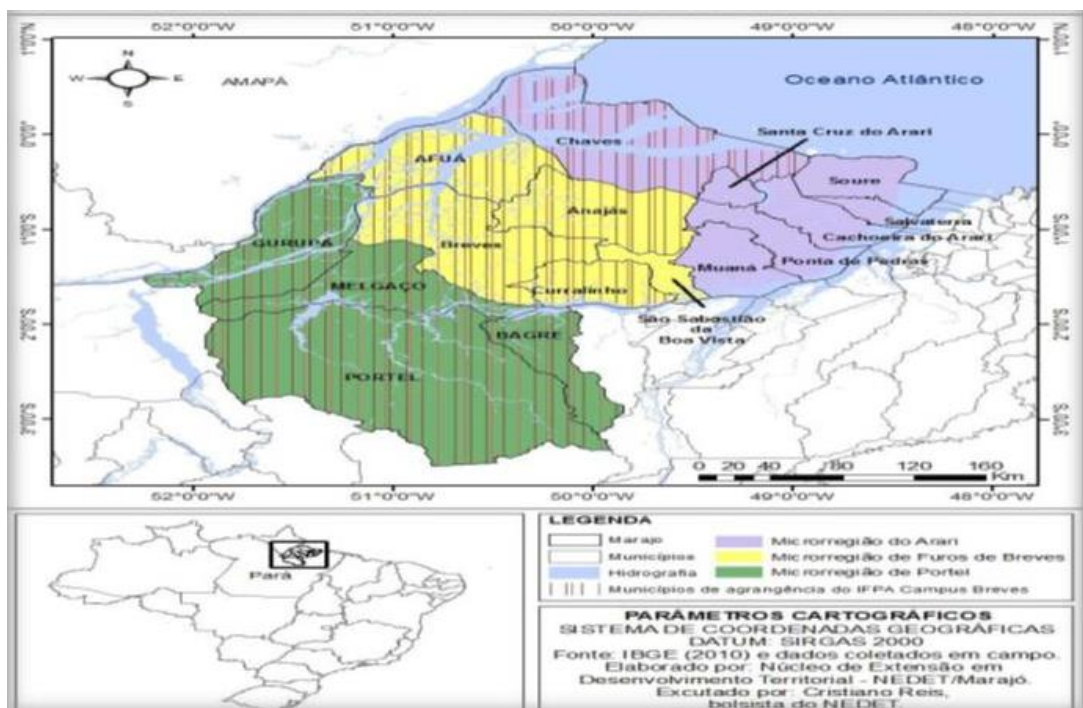 52°0'0"W 51°0'0"W 50°0'0"W 49°0'0"W 48°0'0"W
N
W E
S
AMAPÁ
Oceano Atlântico
Chaves
Santa Cruz do Arari
AFUÁ
Soure
Anajás
Salvaterra
GURUPÁ
Breves
Cachoeira do Arari
Muaná
Ponta de Pedras
MELGAÇO
Curralinho
São Sabastião
da
Boa Vista
BAGRE
PORTEL
0 20 40 80 120 160
Km
52°0'0"W 51°0'0"W 50°0'0"W 49°0'0"W 48°0'0"W
Pará
LEGENDA
Marajo
Municípios
Hidrografia
Microrregião do Arari
Microrregião de Furos de Breves
Microrregião de Portel
Municípios de agrangência do IFPA Campus Breves
PARÂMETROS CARTOGRÁFICOS
SISTEMA DE COORDENADAS GEOGRÁFICAS
DATUM: SIRGAS 2000
Fonte: IBGE (2010) e dados coletados em campo.
Elaborado por: Núcleo de Extensão em
Desenvolvimento Territorial - NEDET/Marajó.
Excutado por: Cristiano Reis,
bolsista do NEDET.